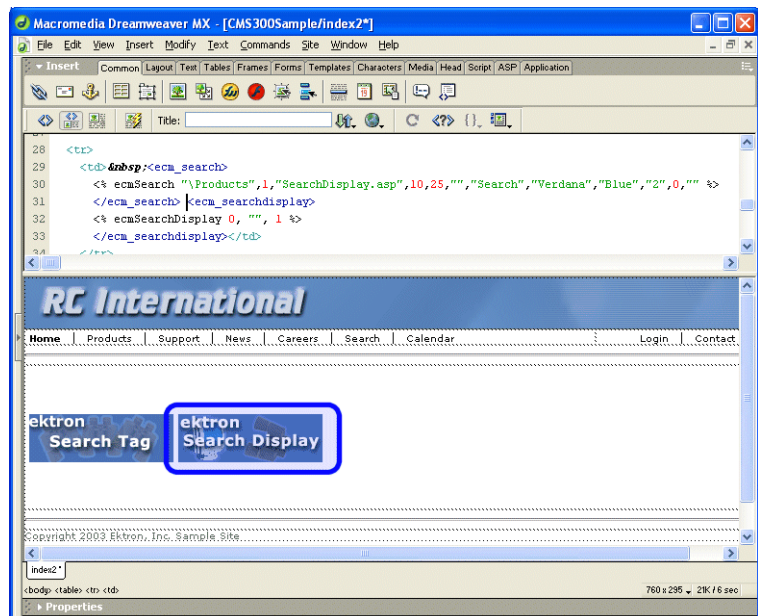 Macromedia Dreamweaver MX - [CMS300Sample/index2*]
File Edit View Insert Modify Text Commands Site Window Help
Insert Common Layout Text Tables Frames Forms Templates Characters Media Head Script ASP Application
Title:
28 <tr>
29 <td>&nbsp;<ecm_search>
30 <% ecmSearch "\Products",1,"SearchDisplay.asp",10,25,"","Search","Verdana","Blue","2",0,"" %>
31 </ecm_search> <ecm_searchdisplay>
32 <% ecmSearchDisplay 0, "", 1 %>
33 </ecm_searchdisplay></td>
34 </tr>
RC International
Home | Products | Support | News | Careers | Search | Calendar Login | Contact
ektron
Search Tag
ektron
Search Display
Copyright 2003 Ektron, Inc. Sample Site
index2*
<body> <table> <tr> <td> 760 x 295 21K / 6 sec
Properties